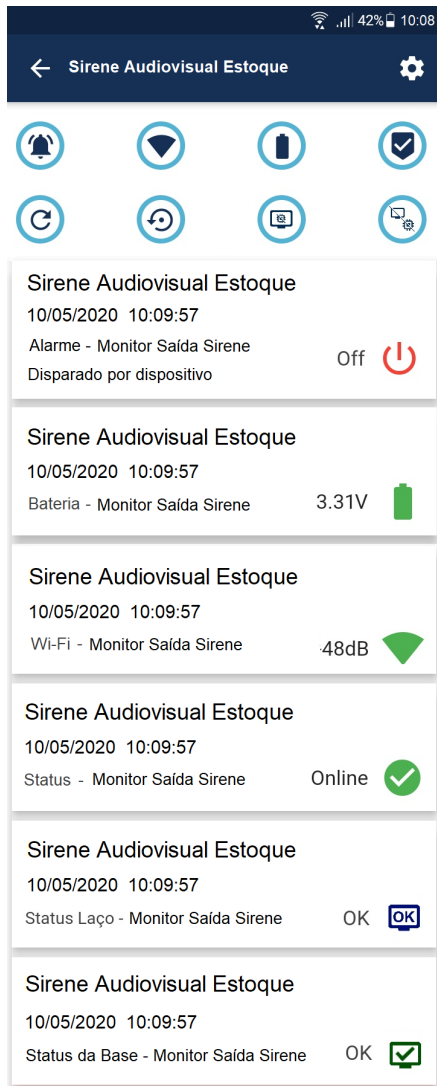 42% 10:08
Sirene Audiovisual Estoque
Sirene Audiovisual Estoque
10/05/2020 10:09:57
Alarme - Monitor Saída Sirene
Disparado por dispositivo
Off
Sirene Audiovisual Estoque
10/05/2020 10:09:57
Bateria - Monitor Saída Sirene
3.31V
Sirene Audiovisual Estoque
10/05/2020 10:09:57
Wi-Fi - Monitor Saída Sirene
-48dB
Sirene Audiovisual Estoque
10/05/2020 10:09:57
Status - Monitor Saída Sirene
Online
Sirene Audiovisual Estoque
10/05/2020 10:09:57
Status Laço - Monitor Saída Sirene
OK OK
Sirene Audiovisual Estoque
10/05/2020 10:09:57
Status da Base - Monitor Saída Sirene
OK